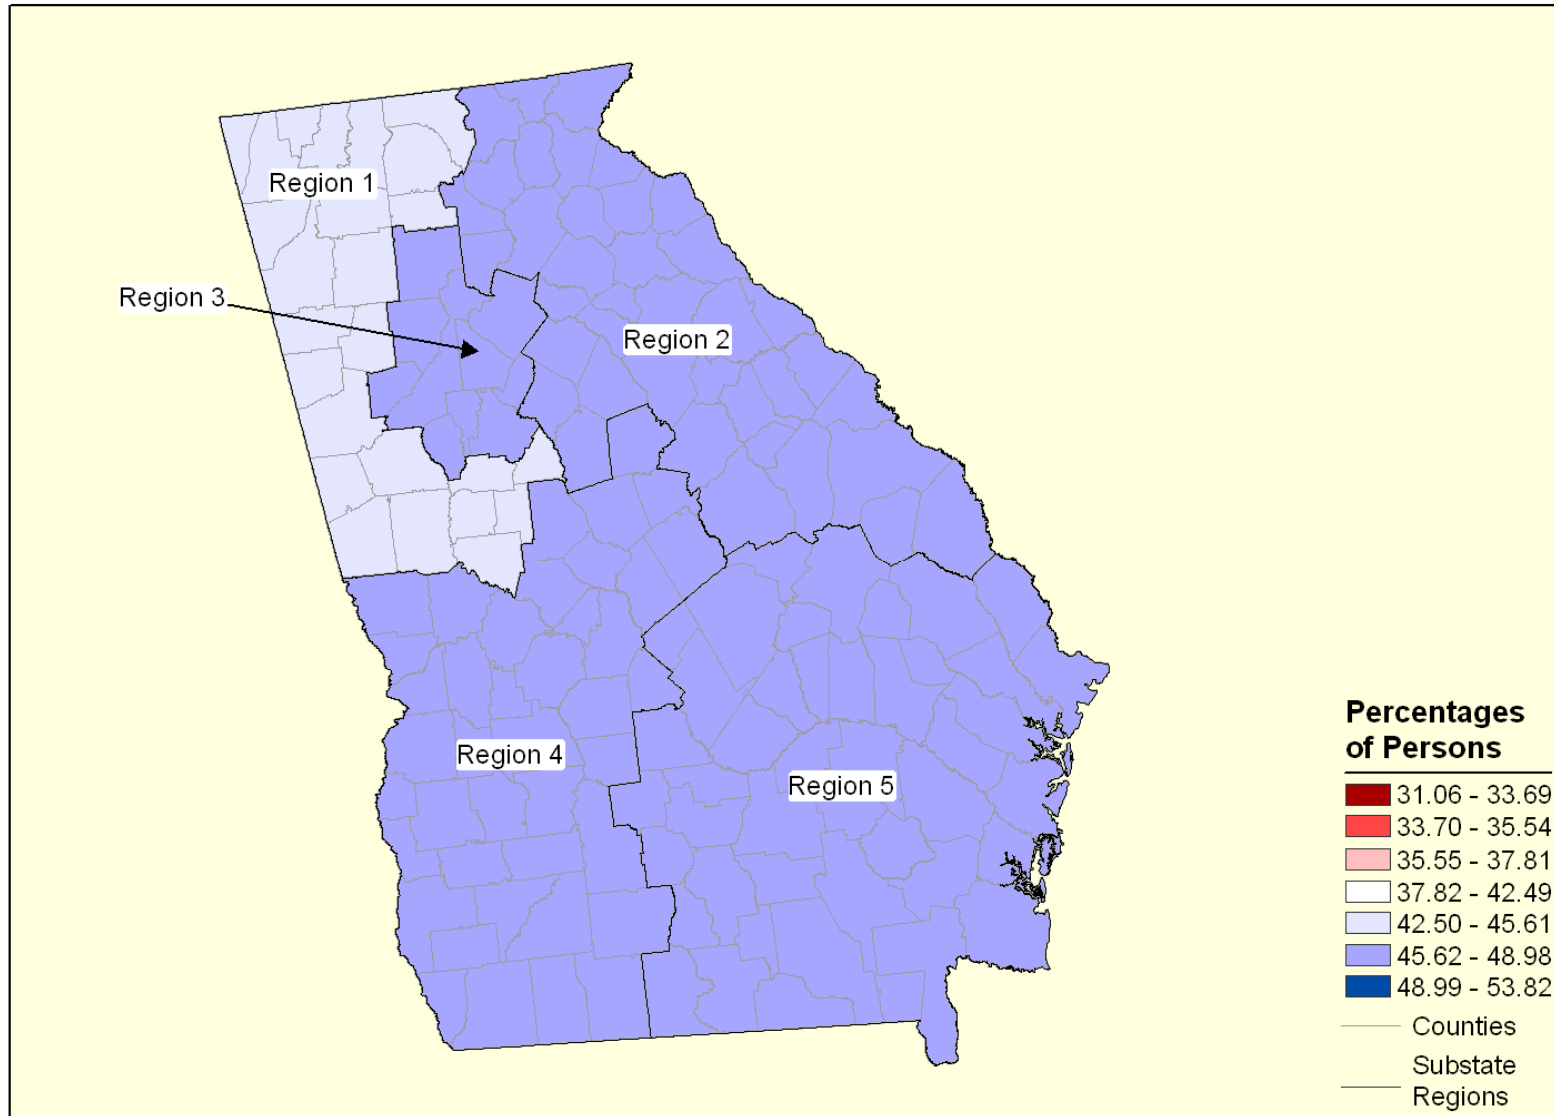 Region 1
Region 3
Region 2
Region 4
Region 5
Percentages
of Persons
31.06 - 33.69
33.70 - 35.54
35.55 - 37.81
37.82 - 42.49
42.50 - 45.61
45.62 - 48.98
48.99 - 53.82
Counties
Substate
Regions